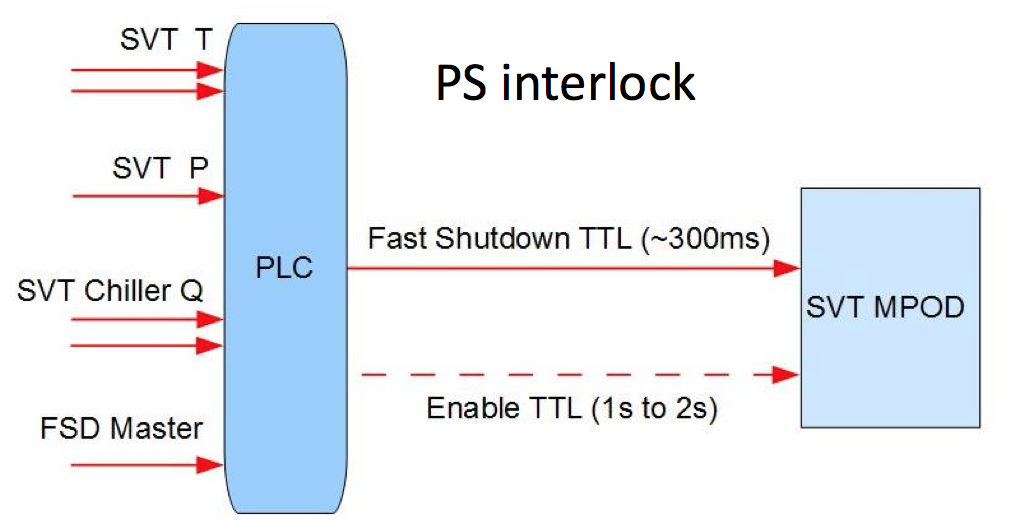 SVT T
PS interlock
SVT P
Fast Shutdown TTL (~300ms)
PLC
SVT Chiller Q
SVT MPOD
Enable TTL (1s to 2s)
FSD Master